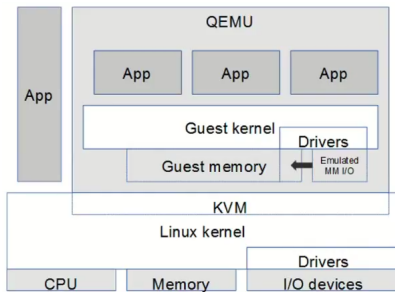 QEMU
App
App
App
App
Guest kernel
Drivers
Guest memory
Emulated
MM I/O
KVM
Linux kernel
Drivers
CPU
Memory
I/O devices